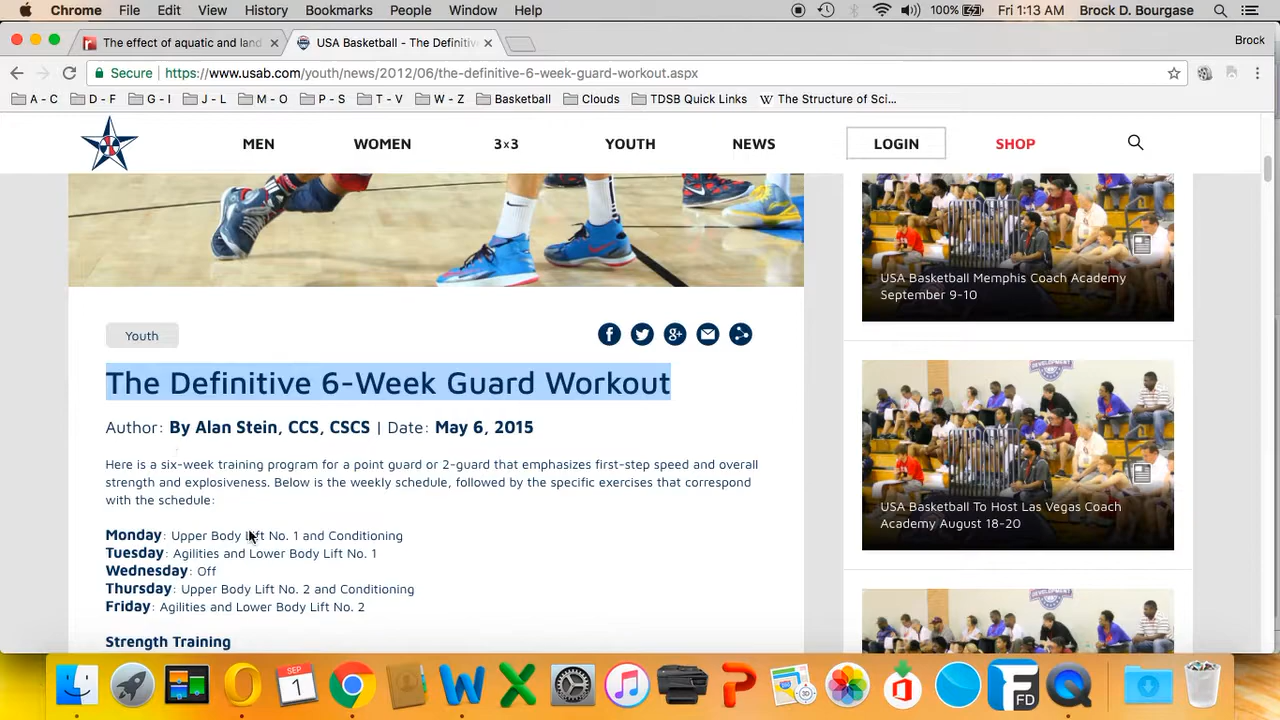 Chrome File Edit View History Bookmarks People Window Help 100% Fri 1:13 AM Brock D. Bourgase
The effect of aquatic and land USA Basketball - The Definitiv Brock
Secure https://www.usab.com/youth/news/2012/06/the-definitive-6-week-guard-workout.aspx
A - C D - F G - I J - L M - O P - S T - V W - Z Basketball Clouds TDSB Quick Links The Structure of Sci...
MEN WOMEN 3x3 YOUTH NEWS LOGIN SHOP
USA Basketball Memphis Coach Academy
September 9-10
Youth
The Definitive 6-Week Guard Workout
Author: By Alan Stein, CCS, CSCS | Date: May 6, 2015
Here is a six-week training program for a point guard or 2-guard that emphasizes first-step speed and overall
strength and explosiveness. Below is the weekly schedule, followed by the specific exercises that correspond
with the schedule:
USA Basketball To Host Las Vegas Coach
Academy August 18-20
Monday: Upper Body Lift No. 1 and Conditioning
Tuesday: Agilities and Lower Body Lift No. 1
Wednesday: Off
Thursday: Upper Body Lift No. 2 and Conditioning
Friday: Agilities and Lower Body Lift No. 2
Strength Training
SEP
1
FD